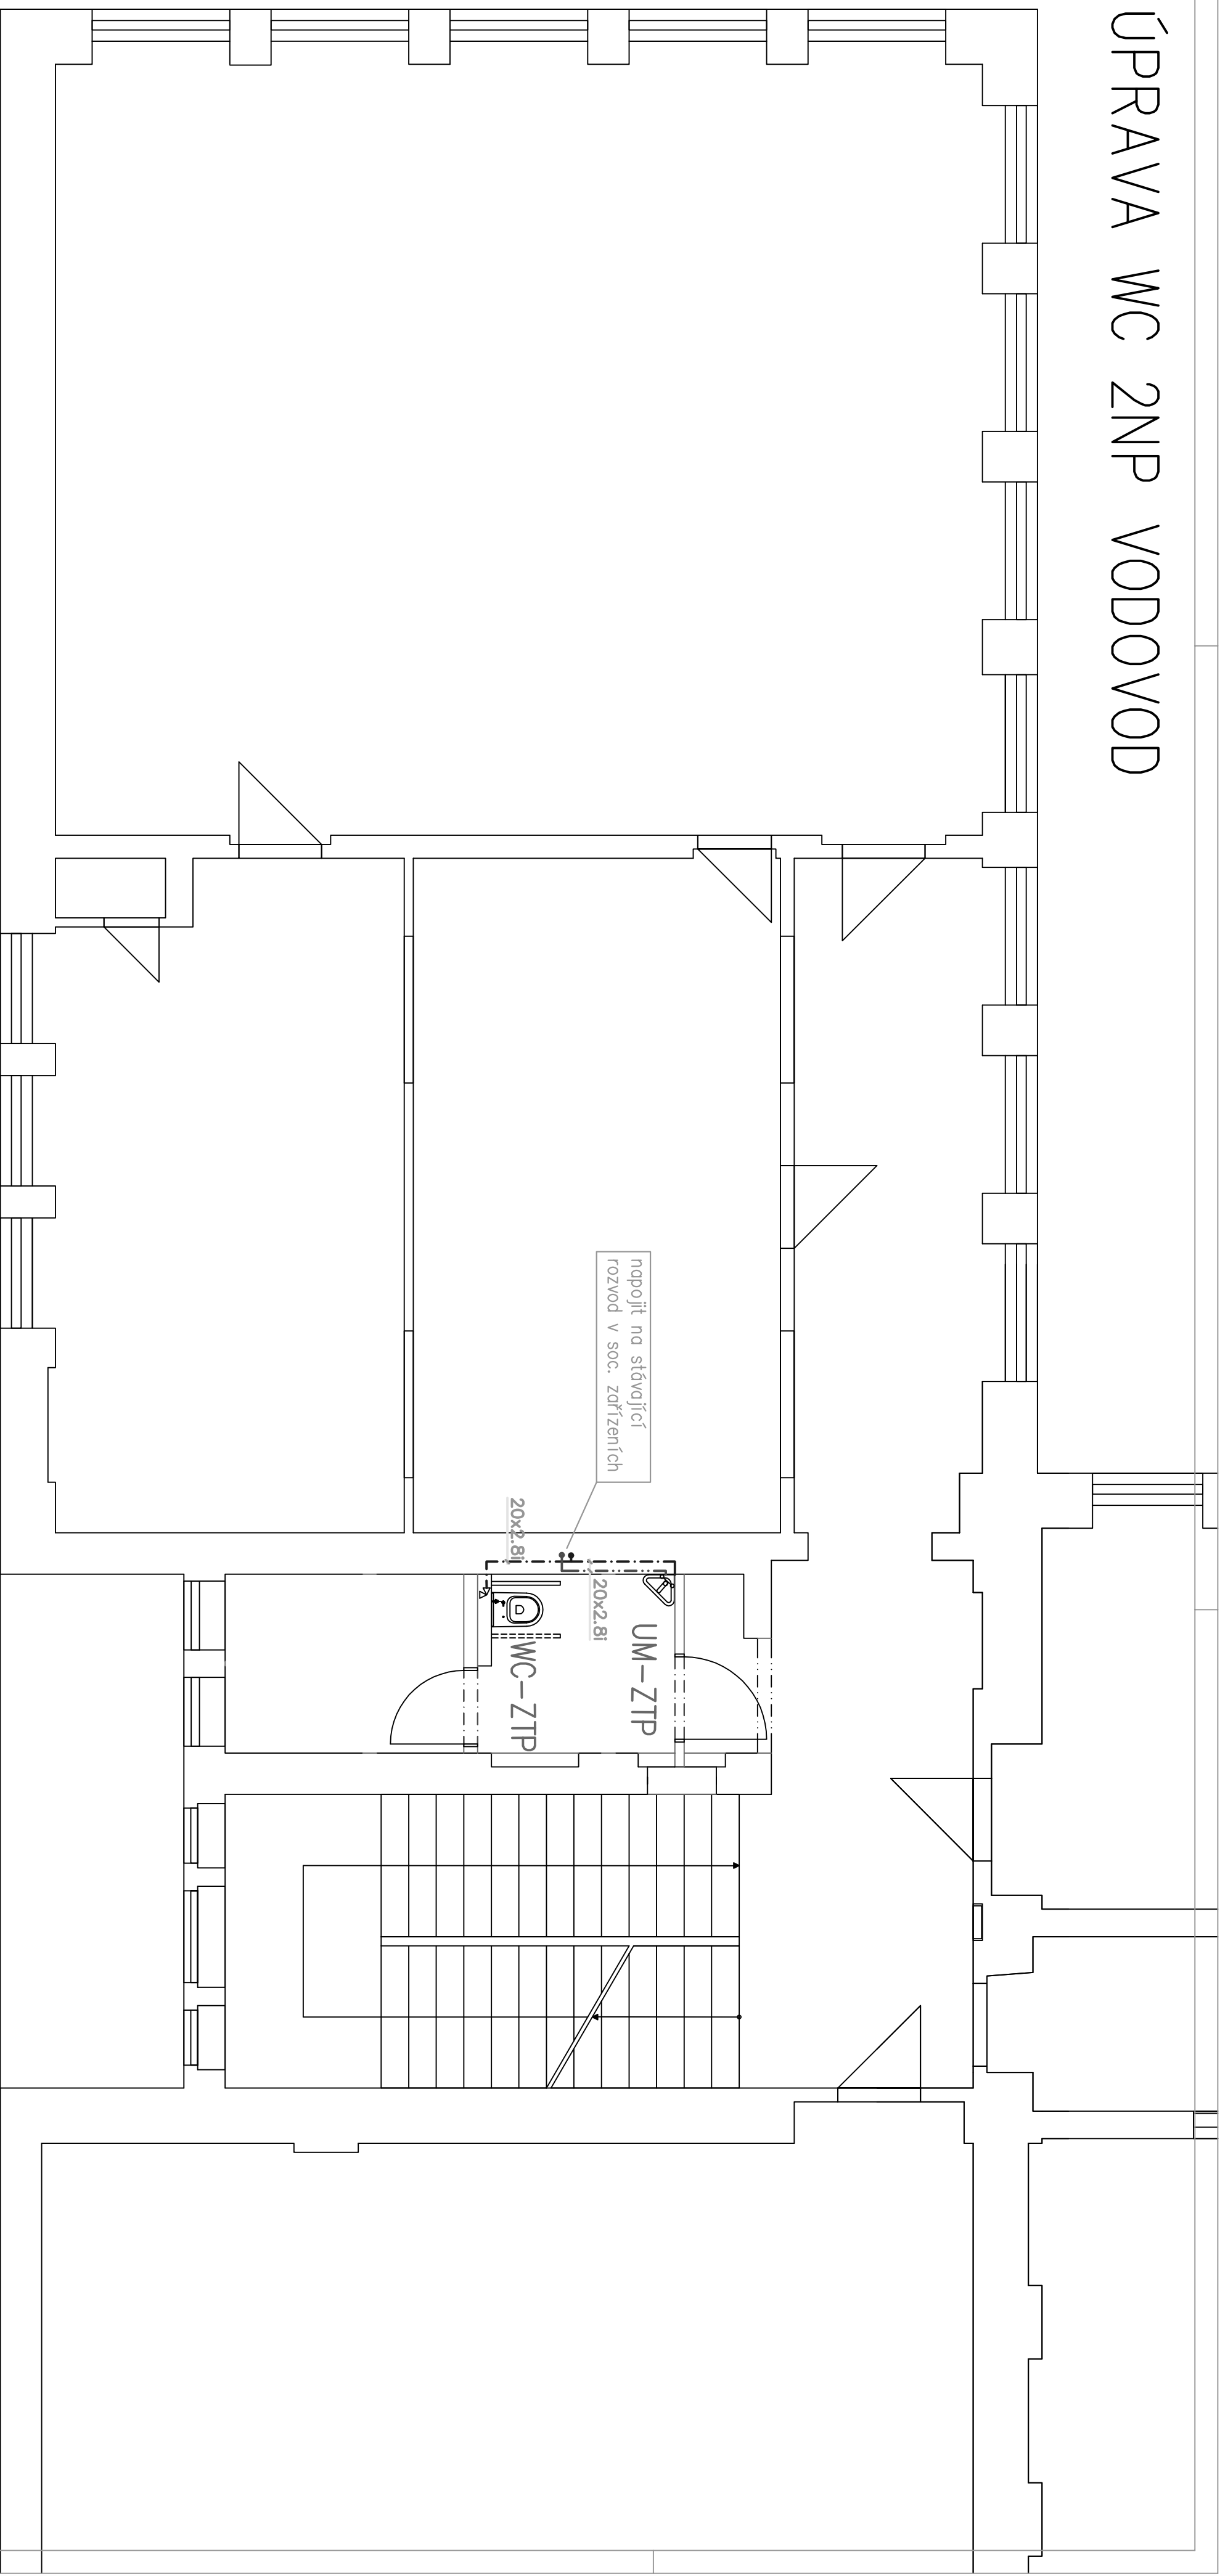 ÚPRAVA WC 2NP VODOVOD
napojit na stávající
rozvod v soc. zařízeních
20x2.8i
20x2.8i
UM-ZTP
WC-ZTP